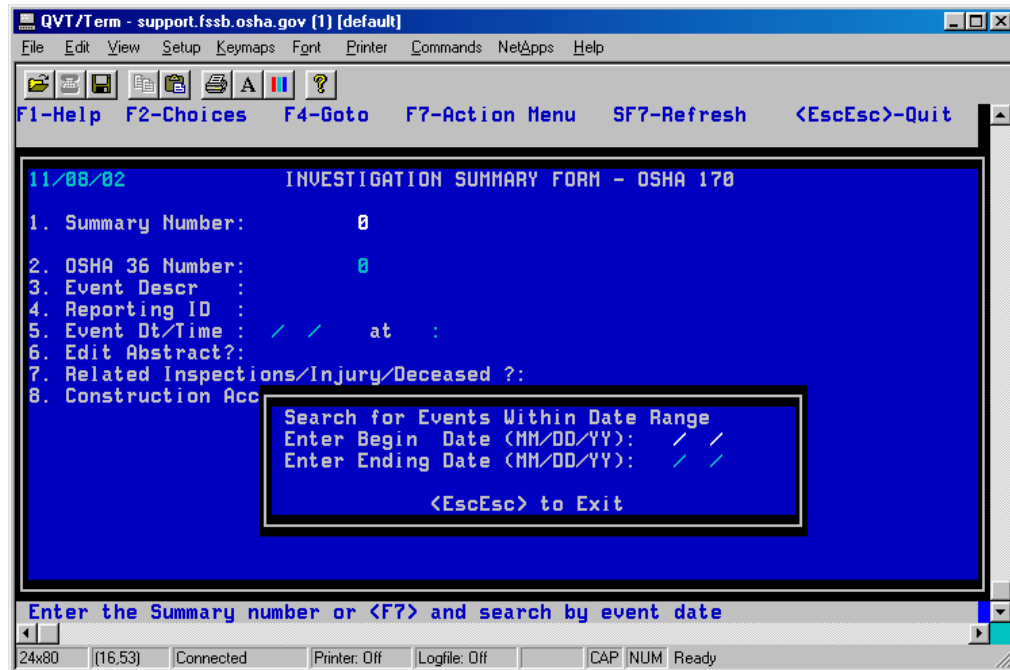 QVT/Term - support.fssb.osha.gov (1) [default]
File Edit View Setup Keymaps Font Printer Commands NetApps Help
F1-Help F2-Choices F4-Goto F7-Action Menu SF7-Refresh <EscEsc>-Quit
11/08/02 INVESTIGATION SUMMARY FORM - OSHA 170
1. Summary Number: 0
2. OSHA 36 Number: 0
3. Event Descr :
4. Reporting ID :
5. Event Dt/Time : / / at :
6. Edit Abstract?:
7. Related Inspections/Injury/Deceased ?:
8. Construction Acc
Search for Events Within Date Range
Enter Begin Date (MM/DD/YY): / /
Enter Ending Date (MM/DD/YY): / /
<EscEsc> to Exit
Enter the Summary number or <F7> and search by event date
24x80 (16,53) Connected Printer: Off Logfile: Off CAP NUM Ready